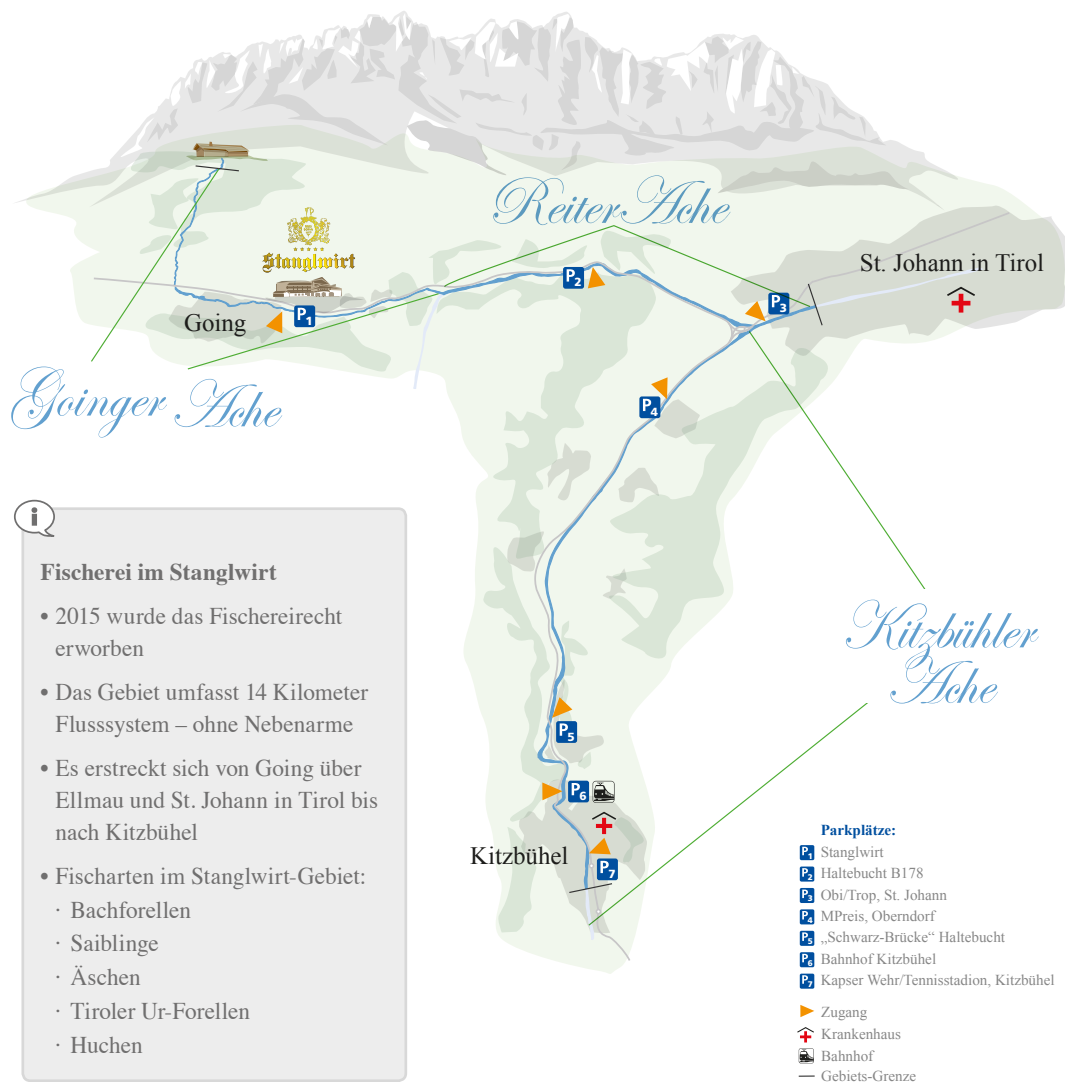 Reiter Ache
Stanglwirt
St. Johann in Tirol
P2
P3
P1
Going
Goinger Ache
P4
Fischerei im Stanglwirt
• 2015 wurde das Fischereirecht
erworben
• Das Gebiet umfasst 14 Kilometer
Flusssystem – ohne Nebenarme
• Es erstreckt sich von Going über
Ellmau und St. Johann in Tirol bis
nach Kitzbühel
• Fischarten im Stanglwirt-Gebiet:
· Bachforellen
· Saiblinge
· Äschen
· Tiroler Ur-Forellen
· Huchen
Kitzbühler
Ache
P5
P6
Kitzbühel
P7
Parkplätze:
P1 Stanglwirt
P2 Haltebucht B178
P3 Obi/Trop, St. Johann
P4 MPreis, Oberndorf
P5 „Schwarz-Brücke“ Haltebucht
P6 Bahnhof Kitzbühel
P7 Kapser Wehr/Tennisstadion, Kitzbühel
Zugang
Krankenhaus
Bahnhof
Gebiets-Grenze